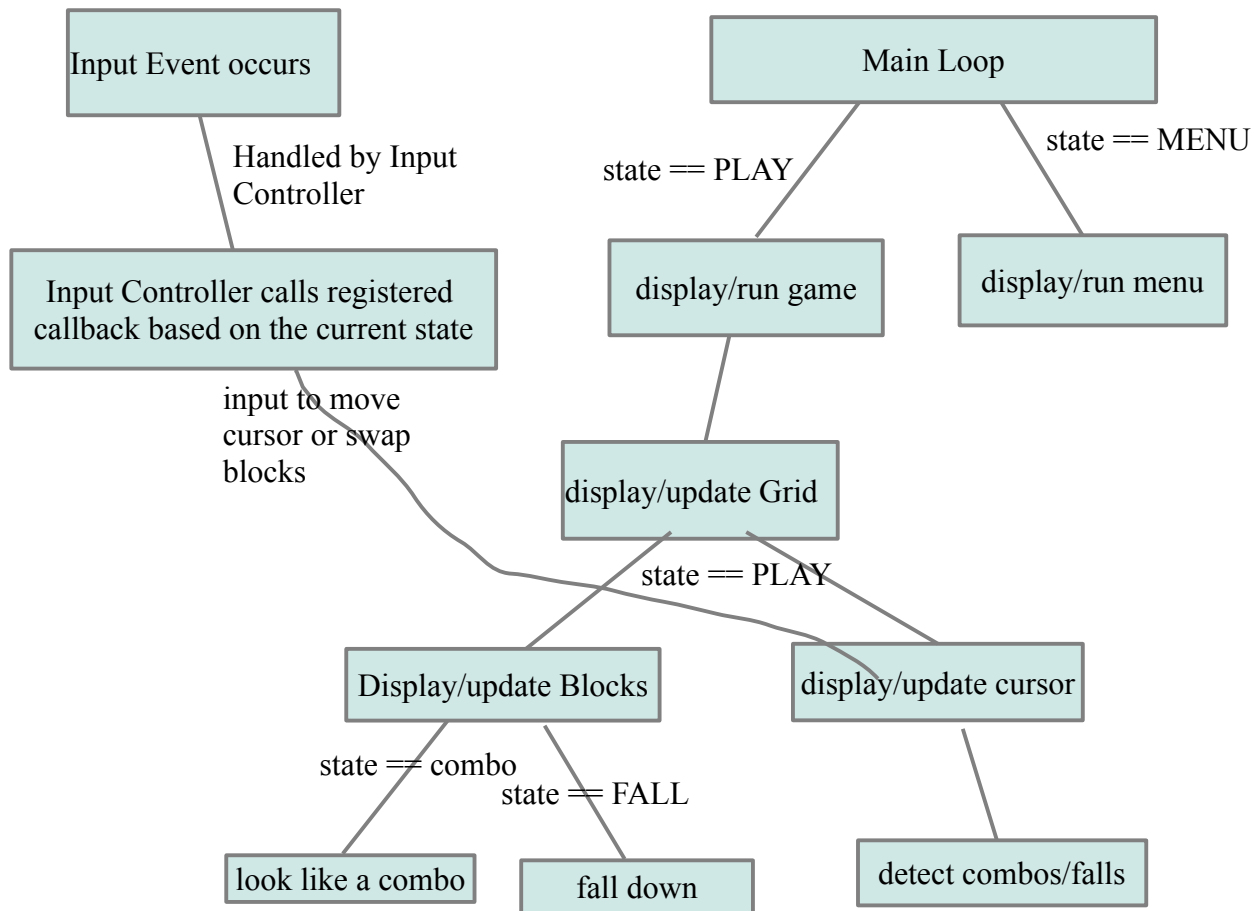 Input Event occurs
Main Loop
Handled by Input
Controller
state == PLAY
state == MENU
Input Controller calls registered
callback based on the current state
display/run game
display/run menu
input to move
cursor or swap
blocks
display/update Grid
state == PLAY
Display/update Blocks
display/update cursor
state == combo
state == FALL
look like a combo
fall down
detect combos/falls